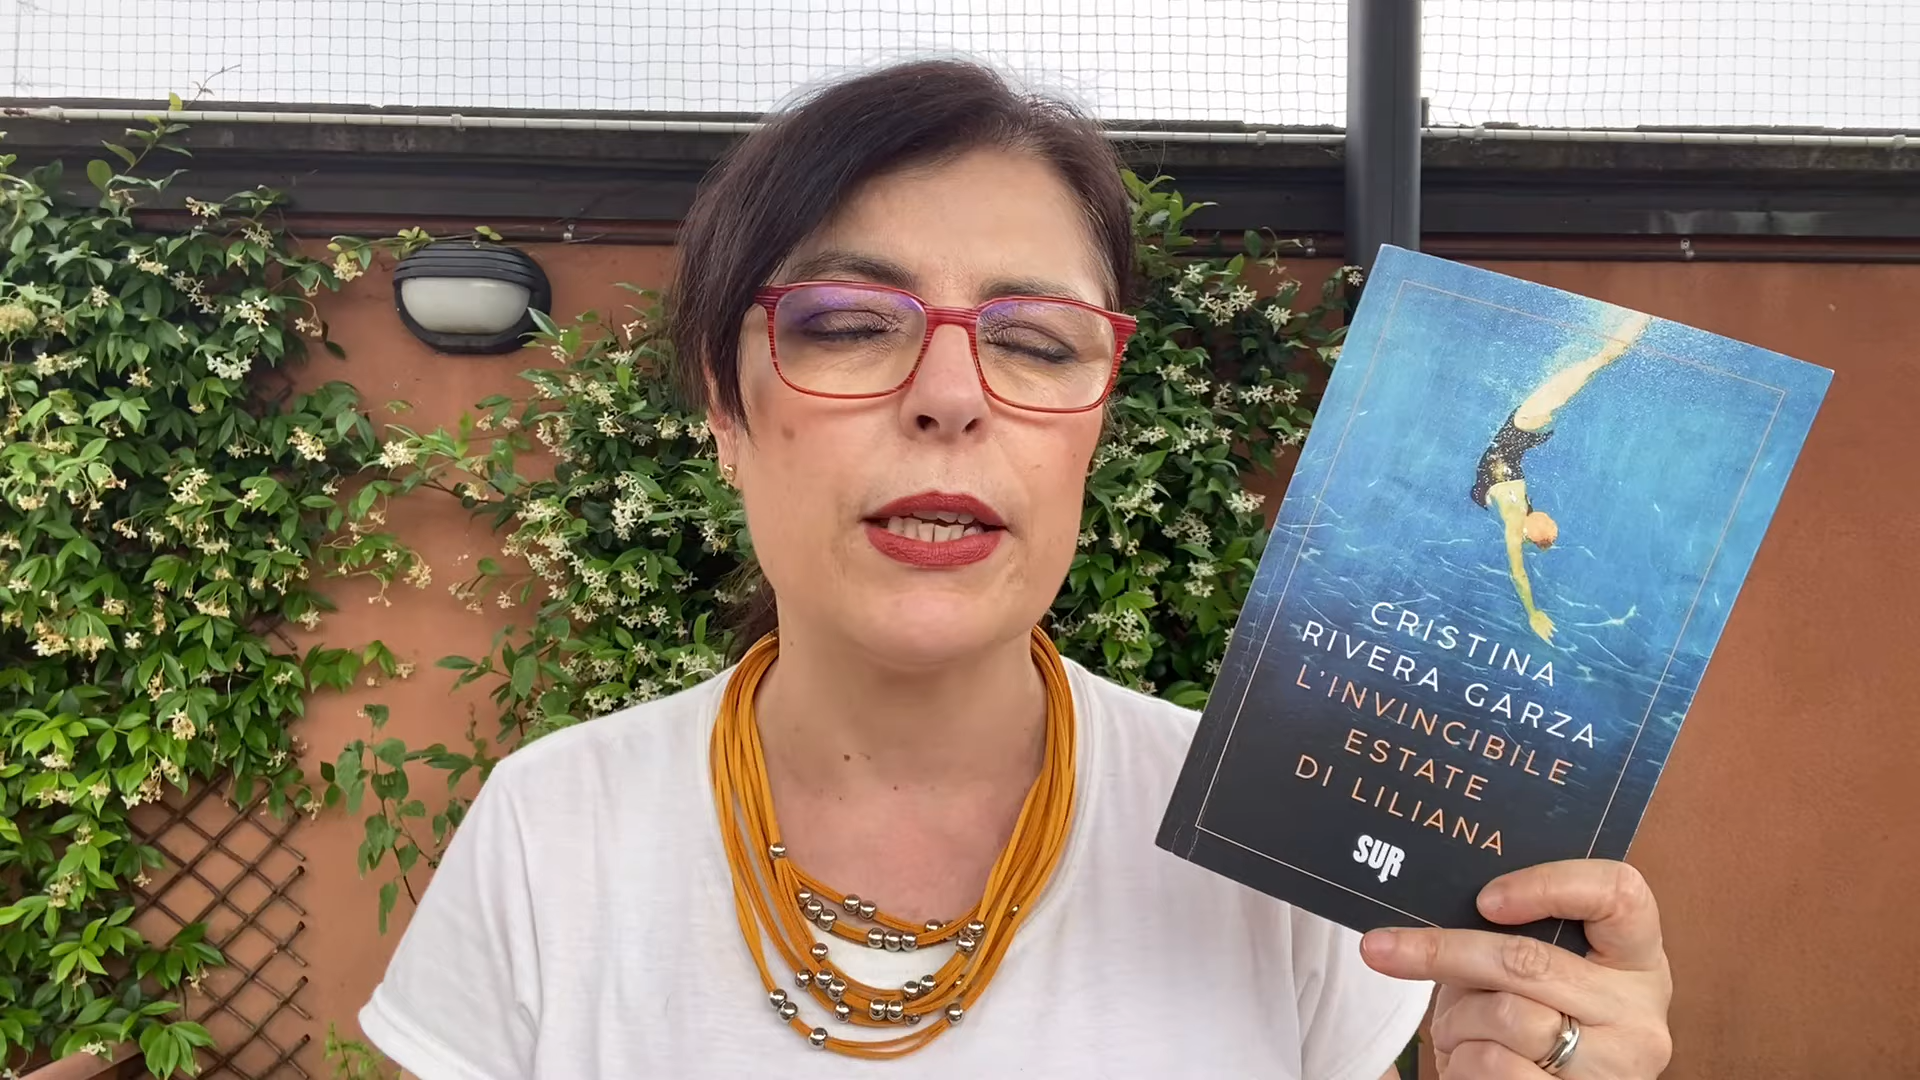 CRISTINA
RIVERA GARZA
L'INVINCIBILE
ESTATE
DI LILIANA
SUR